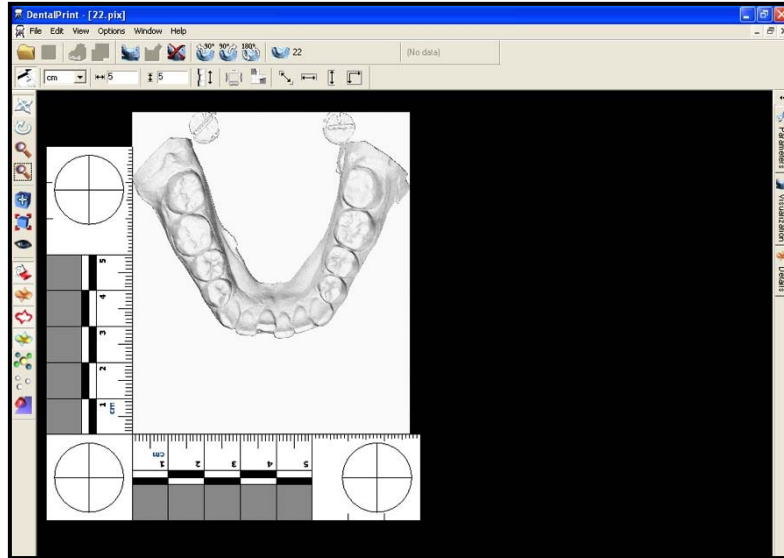 DentalPrint - [22.pix]
File Edit View Options Window Help
90° 90° 180° 22 (No data)
cm 5 5
Parameters
Visualization
Details
5
4
3
2
1
cm
cm
1 2 3 4 5